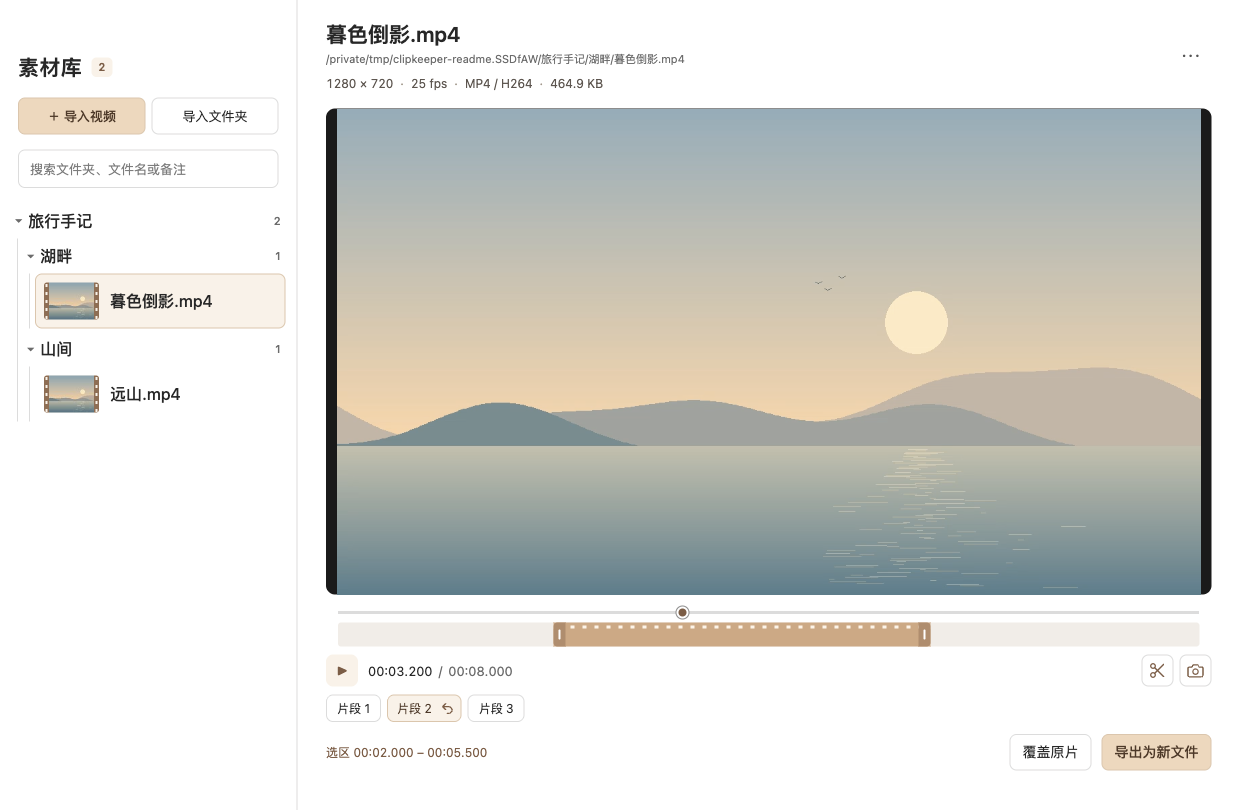 素材库 2
+ 导入视频 导入文件夹
搜索文件夹、文件名或备注
旅行手记 2
湖畔 1
暮色倒影.mp4
山间 1
远山.mp4
暮色倒影.mp4
/private/tmp/clipkeeper-readme.SSDfAW/旅行手记/湖畔/暮色倒影.mp4
1280 × 720 · 25 fps · MP4 / H264 · 464.9 KB
00:03.200 / 00:08.000
片段 1 片段 2 片段 3
选区 00:02.000 – 00:05.500
覆盖原片 导出为新文件